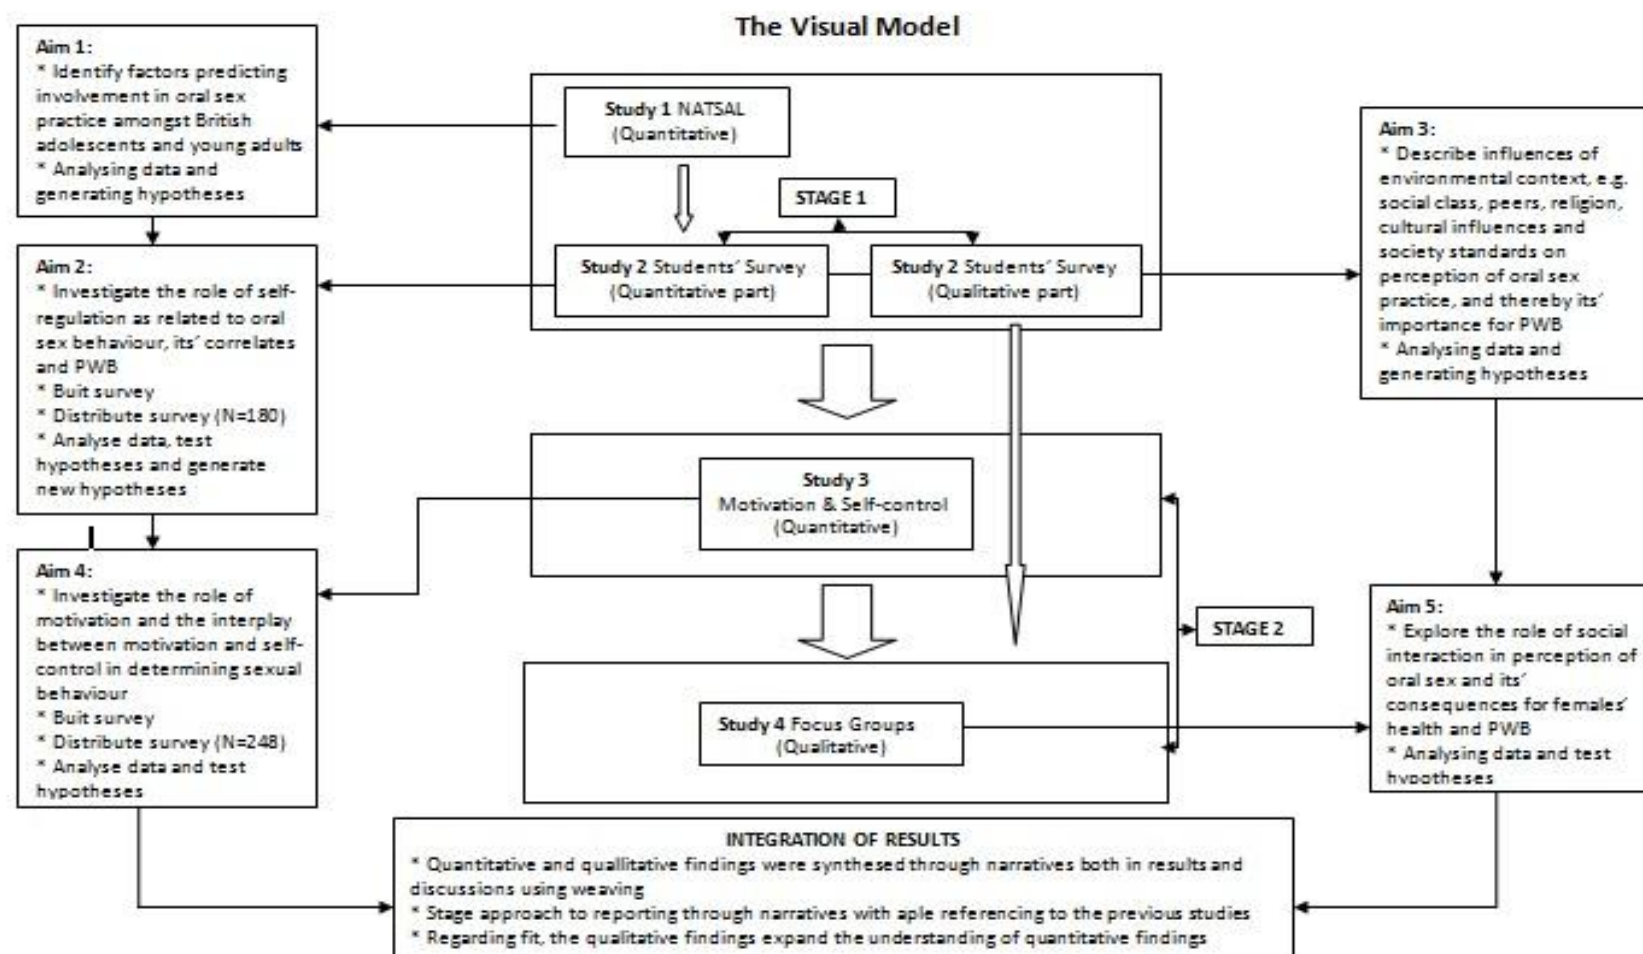 The Visual Model
Aim 1:
* Identify factors predicting
involvement in oral sex
practice amongst British
adolescents and young adults
* Analysing data and
generating hypotheses
Study 1 NATSAL
(Quantitative)
STAGE 1
Study 2 Students' Survey
(Quantitative part)
Study 2 Students' Survey
(Qualitative part)
Aim 3:
* Describe influences of
environmental context, e.g.
social class, peers, religion,
cultural influences and
society standards on
perception of oral sex
practice, and thereby its'
importance for PWB
* Analysing data and
generating hypotheses
Aim 2:
* Investigate the role of self-
regulation as related to oral
sex behaviour, its' correlates
and PWB
* Buit survey
* Distribute survey (N=180)
* Analyse data, test
hypotheses and generate
new hypotheses
Study 3
Motivation & Self-control
(Quantitative)
Aim 4:
* Investigate the role of
motivation and the interplay
between motivation and self-
control in determining sexual
behaviour
* Buit survey
* Distribute survey (N=248)
* Analyse data and test
hypotheses
STAGE 2
Study 4 Focus Groups
(Qualitative)
Aim 5:
* Explore the role of social
interaction in perception of
oral sex and its'
consequences for females'
health and PWB
* Analysing data and test
hypotheses
INTEGRATION OF RESULTS
* Quantitative and quallitative findings were synthesed through narratives both in results and
discussions using weaving
* Stage approach to reporting through narratives with aple referencing to the previous studies
* Regarding fit, the qualitative findings expand the understanding of quantitative findings